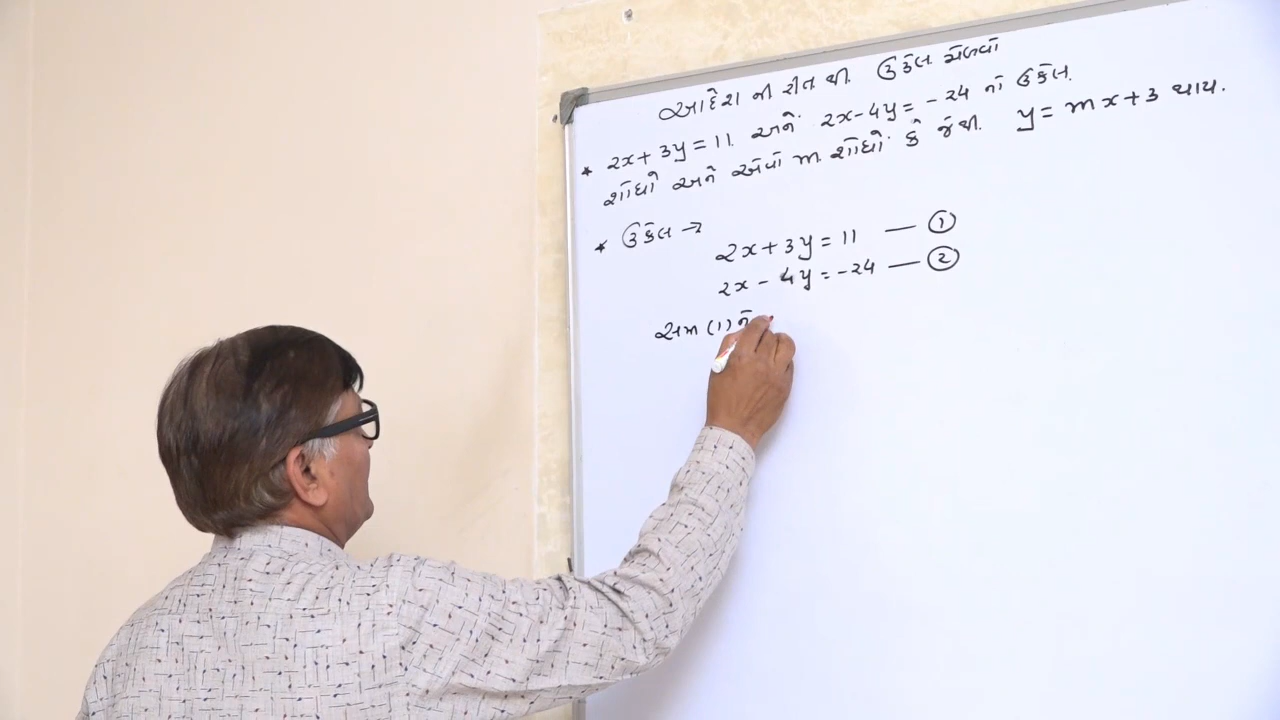 આદેશ ની રીત થી. ઉકેલ મેળવો
* 2x + 3y = 11. અને 2x - 4y = - 24 નો ઉકેલ.
શોધો અને એવો m શોધો કે જેથી. y = mx + 3 થાય.
* ઉકેલ →
2x + 3y = 11 — ①
2x - 4y = -24 — ②
સમ (1) ને